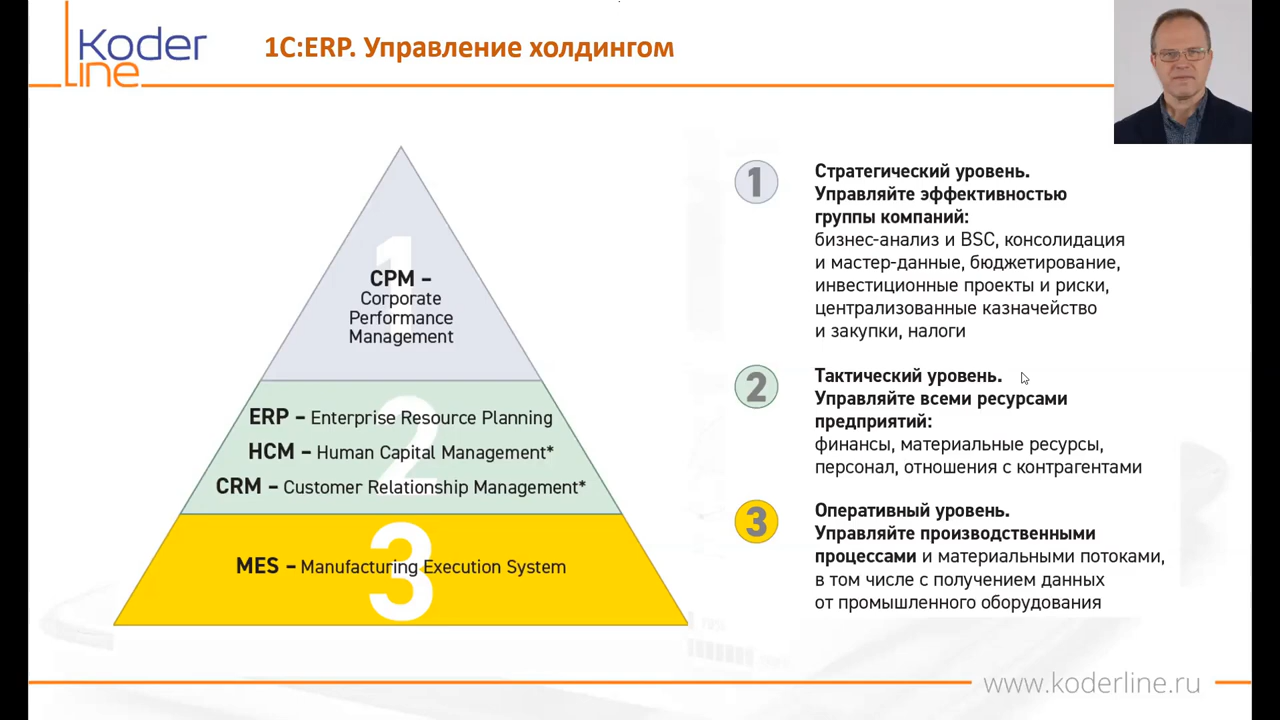 Koder
line
1С:ERP. Управление холдингом
1
CPM –
Corporate
Performance
Management
2
ERP – Enterprise Resource Planning
HCM – Human Capital Management*
CRM – Customer Relationship Management*
3
MES – Manufacturing Execution System
1
Стратегический уровень.
Управляйте эффективностью
группы компаний:
бизнес-анализ и BSC, консолидация
и мастер-данные, бюджетирование,
инвестиционные проекты и риски,
централизованные казначейство
и закупки, налоги
2
Тактический уровень.
Управляйте всеми ресурсами
предприятий:
финансы, материальные ресурсы,
персонал, отношения с контрагентами
3
Оперативный уровень.
Управляйте производственными
процессами и материальными потоками,
в том числе с получением данных
от промышленного оборудования
www.koderline.ru